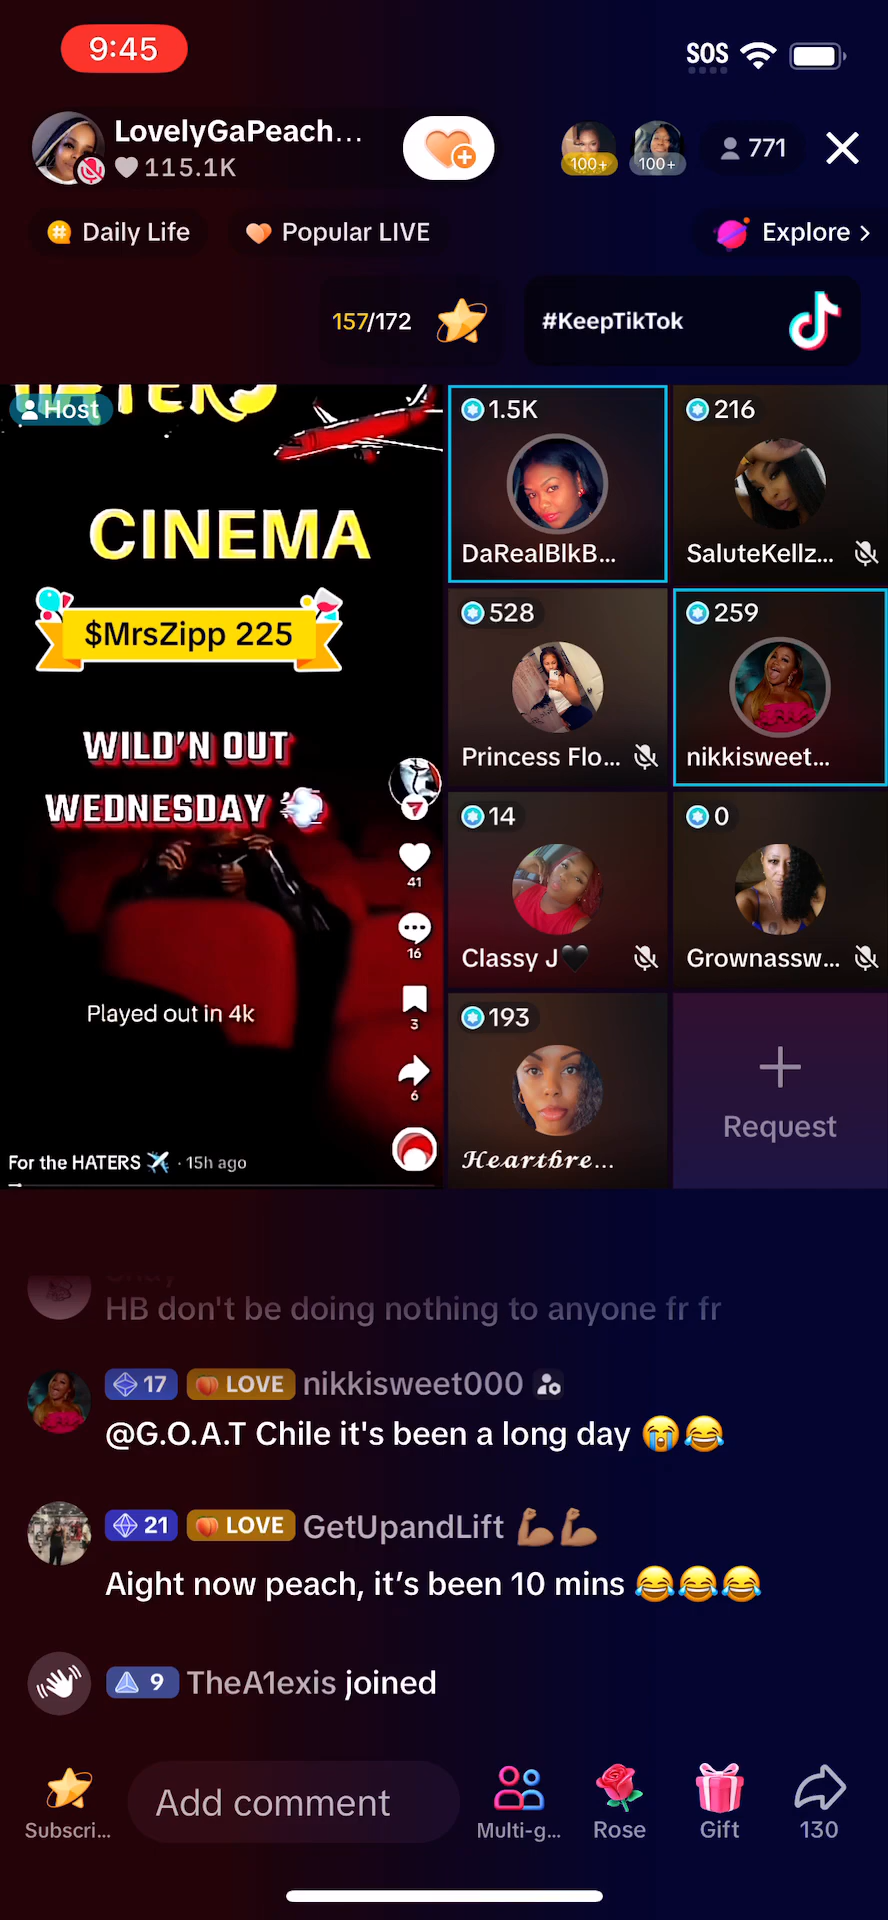 9:45
SOS
LovelyGaPeach...
115.1K
100+
100+
771
Daily Life
Popular LIVE
Explore >
157/172
#KeepTikTok
HATERS
Host
CINEMA
$MrsZipp 225
WILD'N OUT
WEDNESDAY 💨
41
16
3
6
Played out in 4k
For the HATERS ✈️ · 15h ago
1.5K
DaRealBlkB...
216
SaluteKellz...
528
Princess Flo...
259
nikkisweet...
14
Classy J🖤
0
Grownassw...
193
𝓗𝓮𝓪𝓻𝓽𝓫𝓻𝓮...
Request
HB don't be doing nothing to anyone fr fr
17 LOVE nikkisweet000
@G.O.A.T Chile it's been a long day 😭😂
21 LOVE GetUpandLift 💪🏽💪🏽
Aight now peach, it’s been 10 mins 😂😂😂
9 TheA1exis joined
Subscri...
Add comment
Multi-g...
Rose
Gift
130